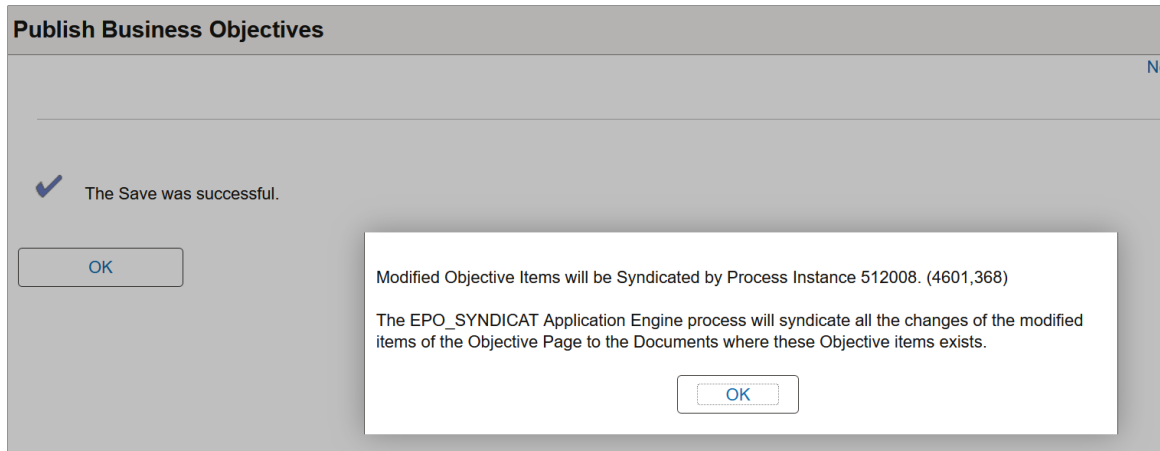 Publish Business Objectives
The Save was successful.
OK
Modified Objective Items will be Syndicated by Process Instance 512008. (4601,368)
The EPO_SYNDICAT Application Engine process will syndicate all the changes of the modified
items of the Objective Page to the Documents where these Objective items exists.
OK